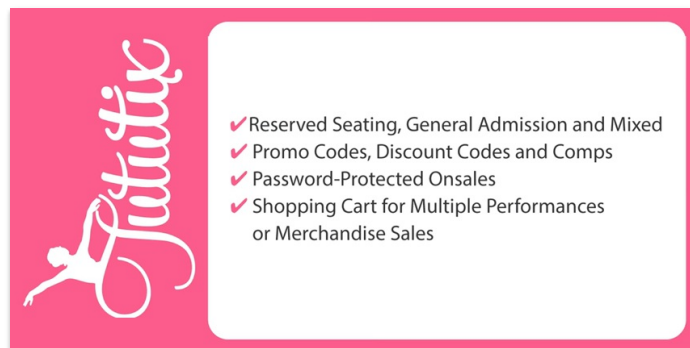 Tututix
✔Reserved Seating, General Admission and Mixed
✔ Promo Codes, Discount Codes and Comps
✔ Password-Protected Onsales
✔ Shopping Cart for Multiple Performances
or Merchandise Sales